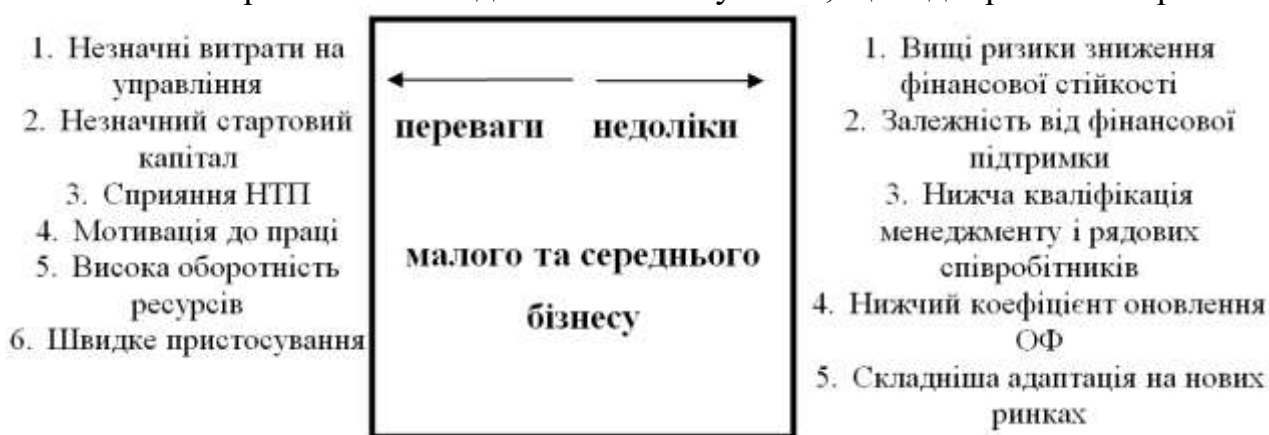 1. Незначні витрати на
управління
2. Незначний стартовий
капітал
3. Сприяння НТП
4. Мотивація до праці
5. Висока оборотність
ресурсів
6. Швидке пристосування
переваги недоліки
малого та середнього
бізнесу
1. Вищі ризики зниження
фінансової стійкості
2. Залежність від фінансової
підтримки
3. Нижча кваліфікація
менеджменту і рядових
співробітників
4. Нижчий коефіцієнт оновлення
ОФ
5. Складніша адаптація на нових
ринках